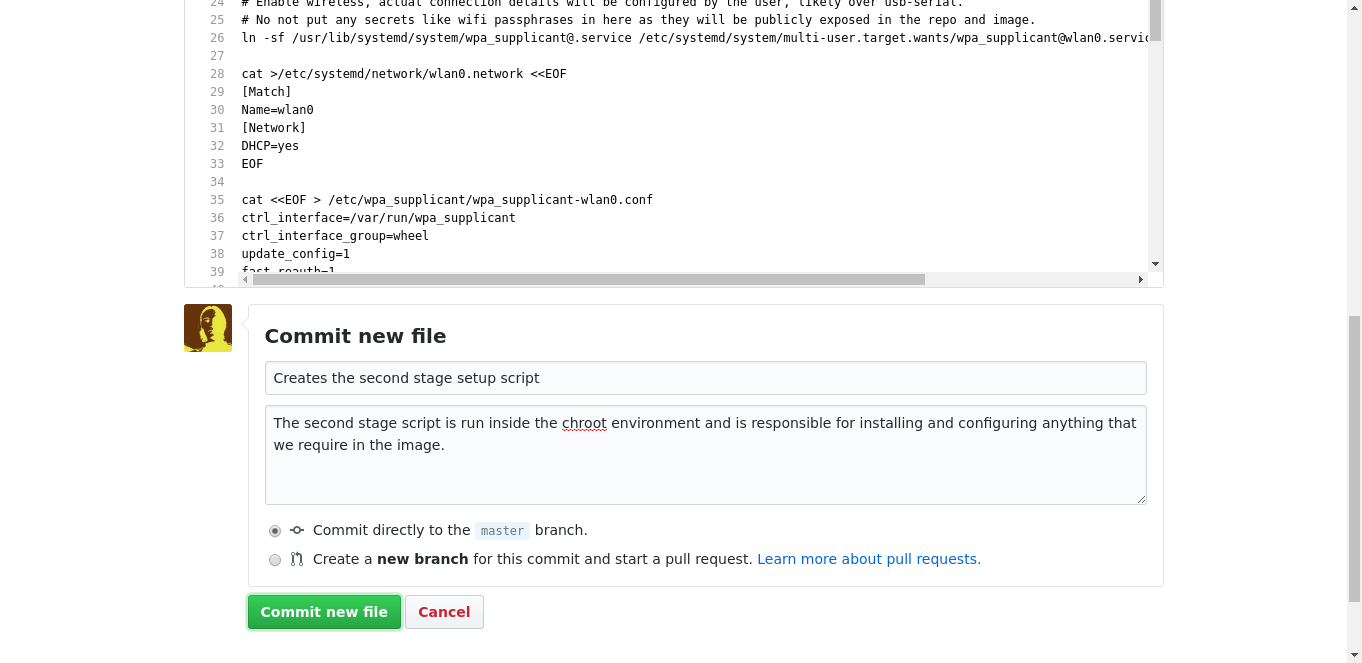 24 # Enable wireless, actual connection details will be configured by the user, likely over usb-serial.
25 # No not put any secrets like wifi passphrases in here as they will be publicly exposed in the repo and image.
26 ln -sf /usr/lib/systemd/system/wpa_supplicant@.service /etc/systemd/system/multi-user.target.wants/wpa_supplicant@wlan0.servic
27
28 cat >/etc/systemd/network/wlan0.network <<EOF
29 [Match]
30 Name=wlan0
31 [Network]
32 DHCP=yes
33 EOF
34
35 cat <<EOF > /etc/wpa_supplicant/wpa_supplicant-wlan0.conf
36 ctrl_interface=/var/run/wpa_supplicant
37 ctrl_interface_group=wheel
38 update_config=1
39 fast_reauth=1
Commit new file
Creates the second stage setup script
The second stage script is run inside the chroot environment and is responsible for installing and configuring anything that
we require in the image.
Commit directly to the master branch.
Create a new branch for this commit and start a pull request. Learn more about pull requests.
Commit new file Cancel